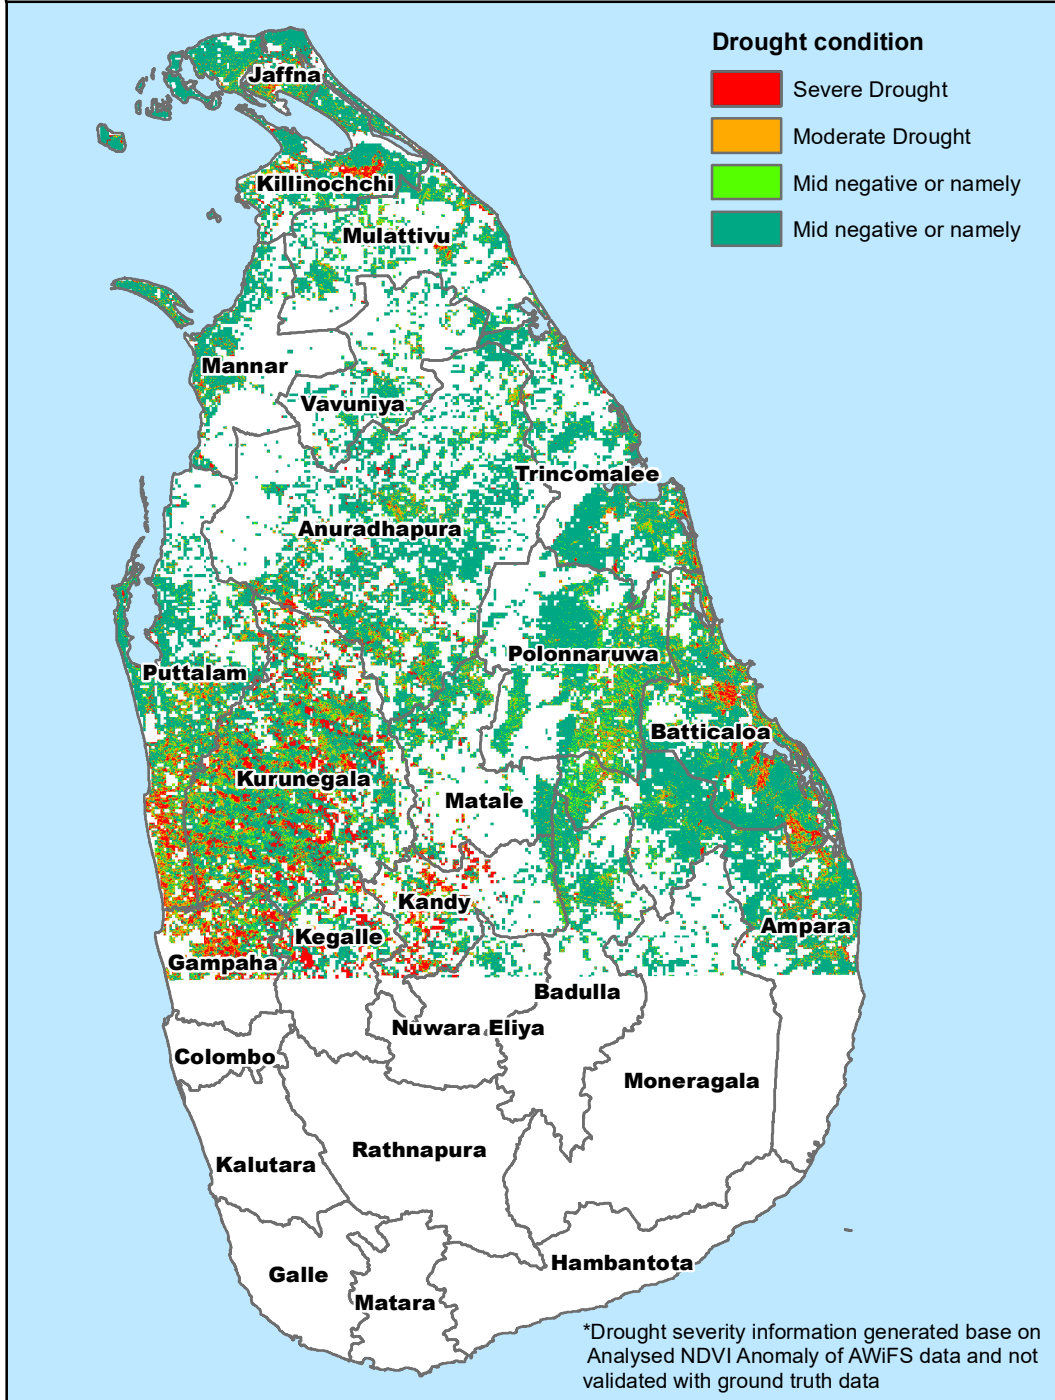 Drought condition
Severe Drought
Moderate Drought
Mid negative or namely
Mid negative or namely
Jaffna
Killinochchi
Mulattivu
Mannar
Vavuniya
Trincomalee
Anuradhapura
Polonnaruwa
Puttalam
Batticaloa
Kurunegala
Matale
Kandy
Ampara
Kegalle
Gampaha
Badulla
Nuwara Eliya
Colombo
Moneragala
Rathnapura
Kalutara
Hambantota
Galle
Matara
*Drought severity information generated base on
Analysed NDVI Anomaly of AWiFS data and not
validated with ground truth data